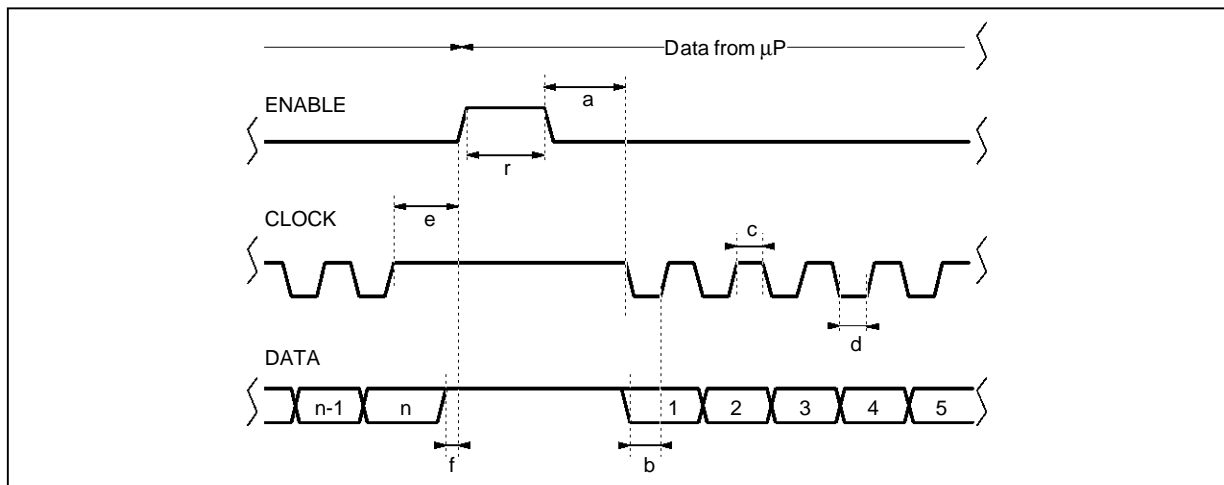 Data from µP
a
ENABLE
r
e
CLOCK
c
d
DATA
n-1 n 1 2 3 4 5
f b